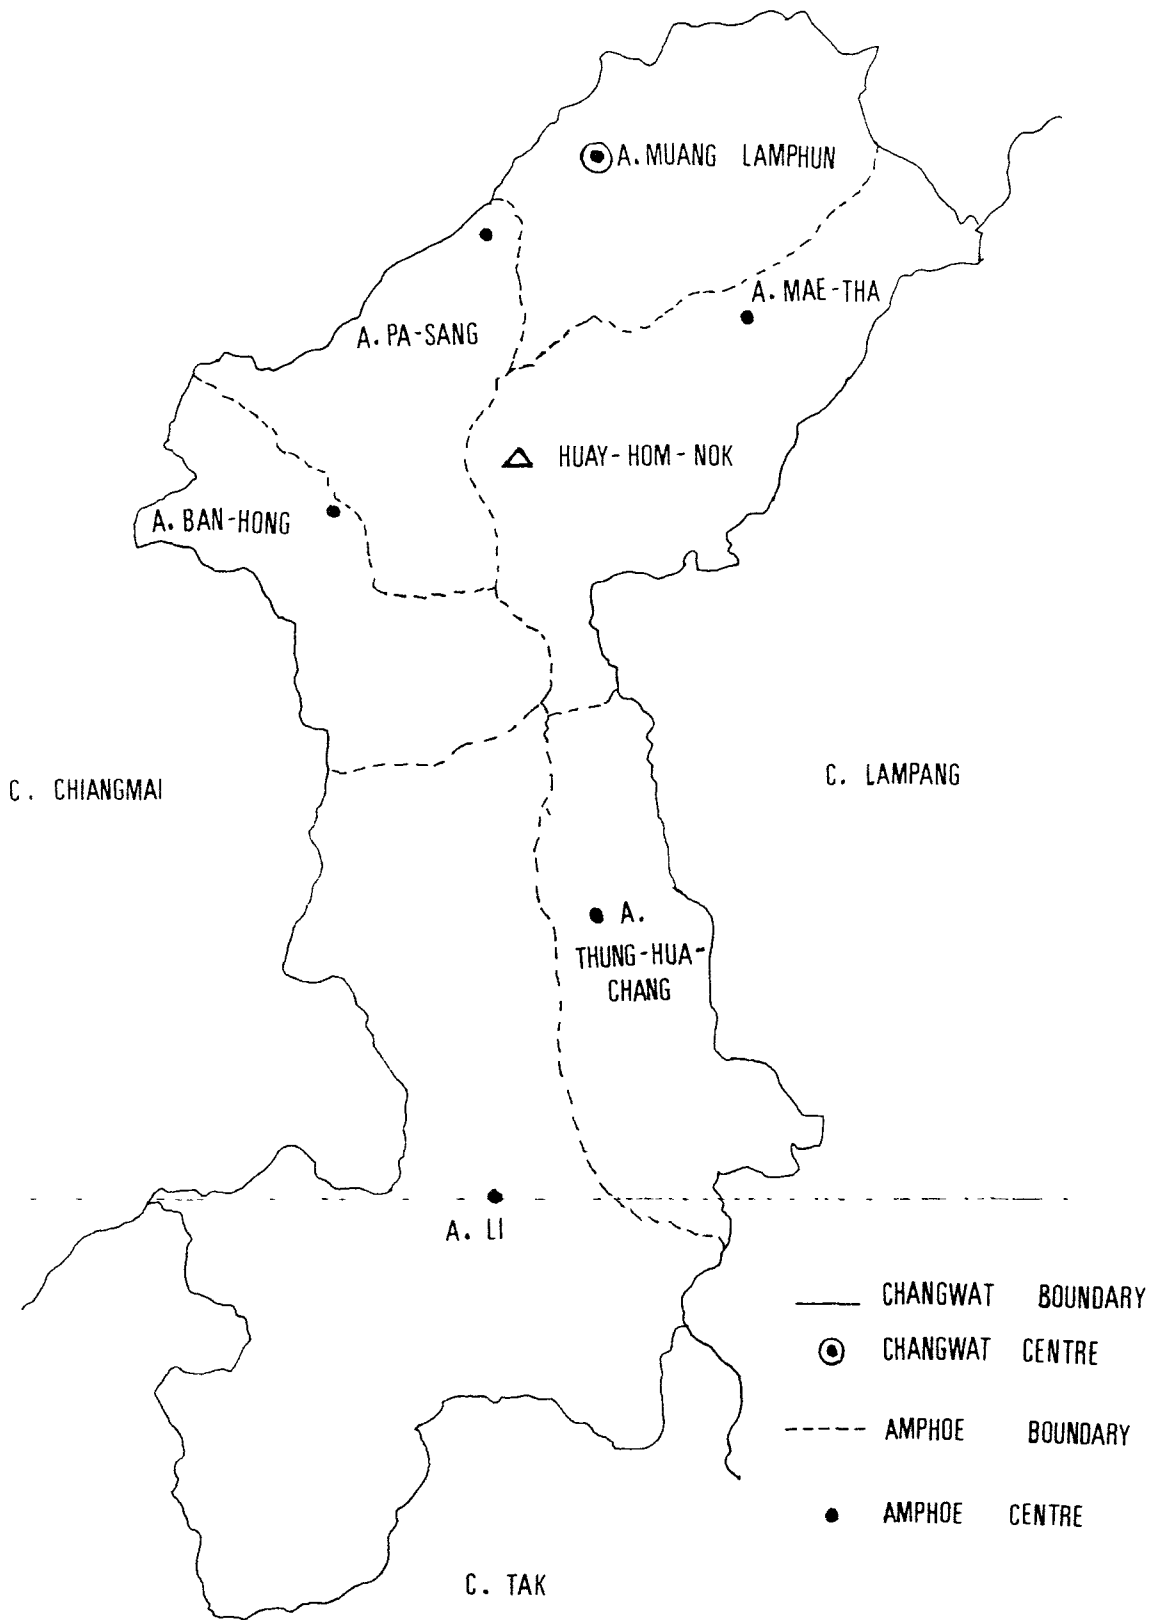 A. MUANG LAMPHUN
A. MAE-THA
A. PA-SANG
HUAY-HOM-NOK
A. BAN-HONG
C. CHIANGMAI
C. LAMPANG
A.
THUNG-HUA-
CHANG
A. LI
CHANGWAT BOUNDARY
CHANGWAT CENTRE
AMPHOE BOUNDARY
AMPHOE CENTRE
C. TAK